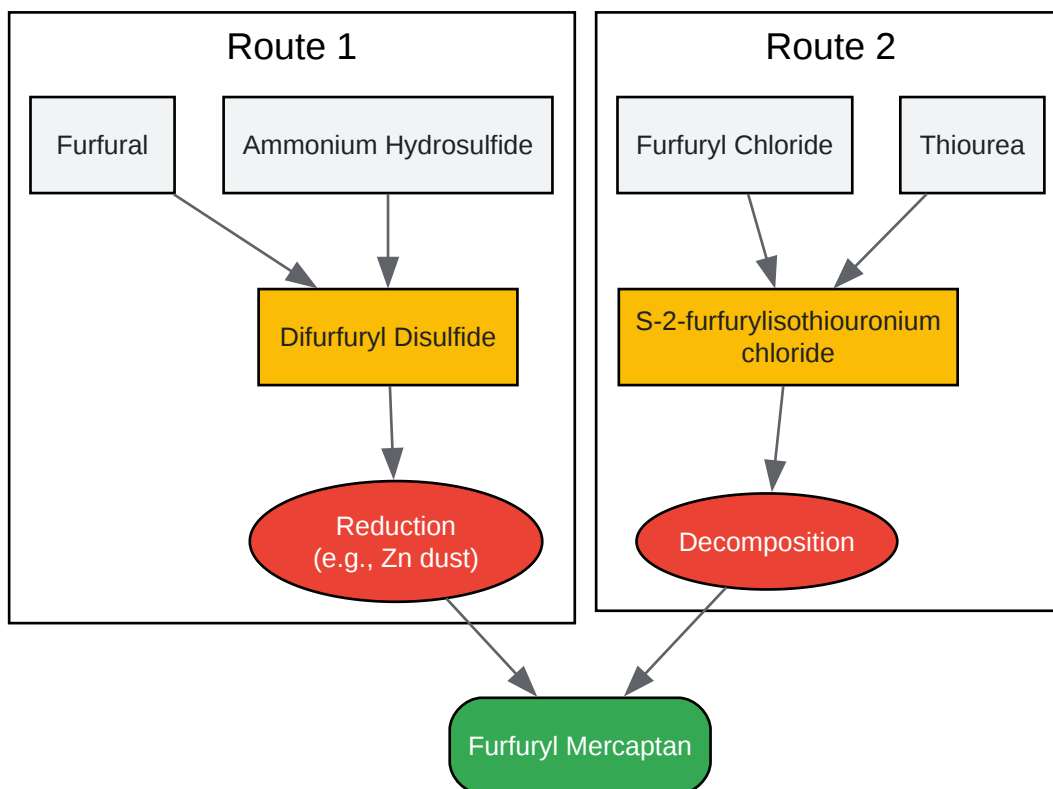 Route 1
Furfural
Ammonium Hydrosulfide
Difurfuryl Disulfide
Reduction
(e.g., Zn dust)
Route 2
Furfuryl Chloride
Thiourea
S-2-furfurylisothiouronium
chloride
Decomposition
Furfuryl Mercaptan